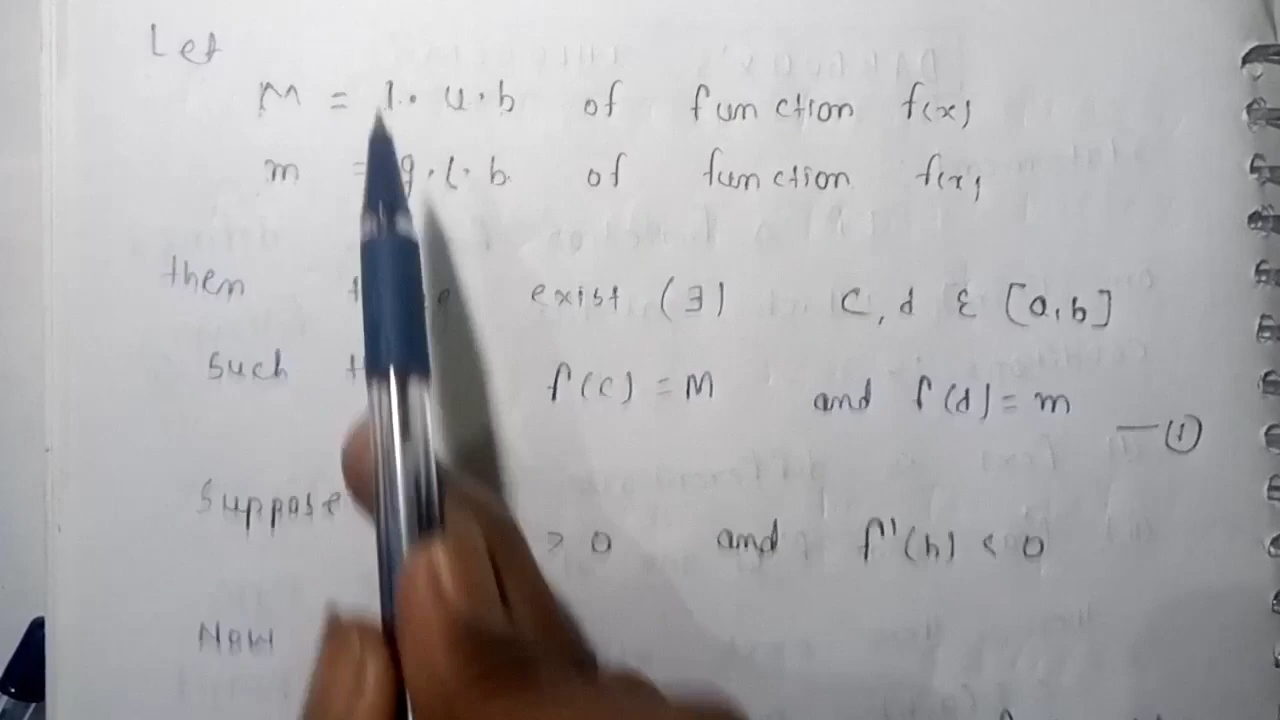 Let
M = l. u. b of function f(x)
m = g. l. b. of function f(x)
then exist (∃) c, d ε [a, b]
Such f(c) = M and f(d) = m —①
Suppose > 0 and f'(b) < 0
Now